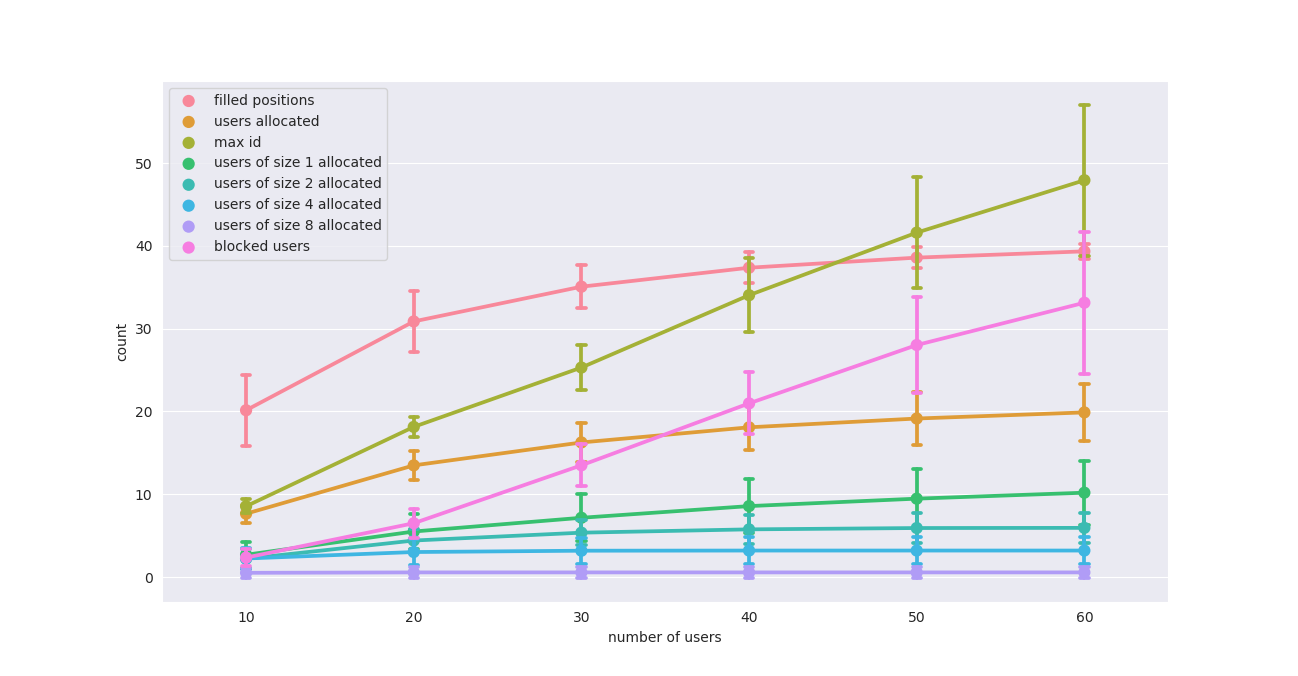 filled positions
users allocated
max id
users of size 1 allocated
users of size 2 allocated
users of size 4 allocated
users of size 8 allocated
blocked users
50
40
30
20
10
0
count
10 20 30 40 50 60
number of users